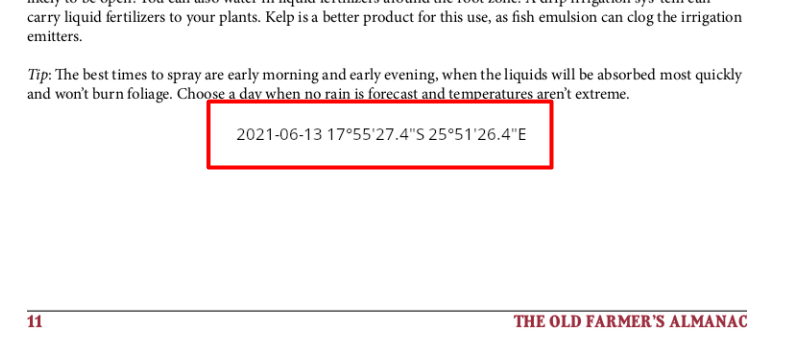 carry liquid fertilizers to your plants. Kelp is a better product for this use, as fish emulsion can clog the irrigation
emitters.
Tip: The best times to spray are early morning and early evening, when the liquids will be absorbed most quickly
and won't burn foliage. Choose a day when no rain is forecast and temperatures aren't extreme.
2021-06-13 17°55'27.4"S 25°51'26.4"E
11
THE OLD FARMER'S ALMANAC